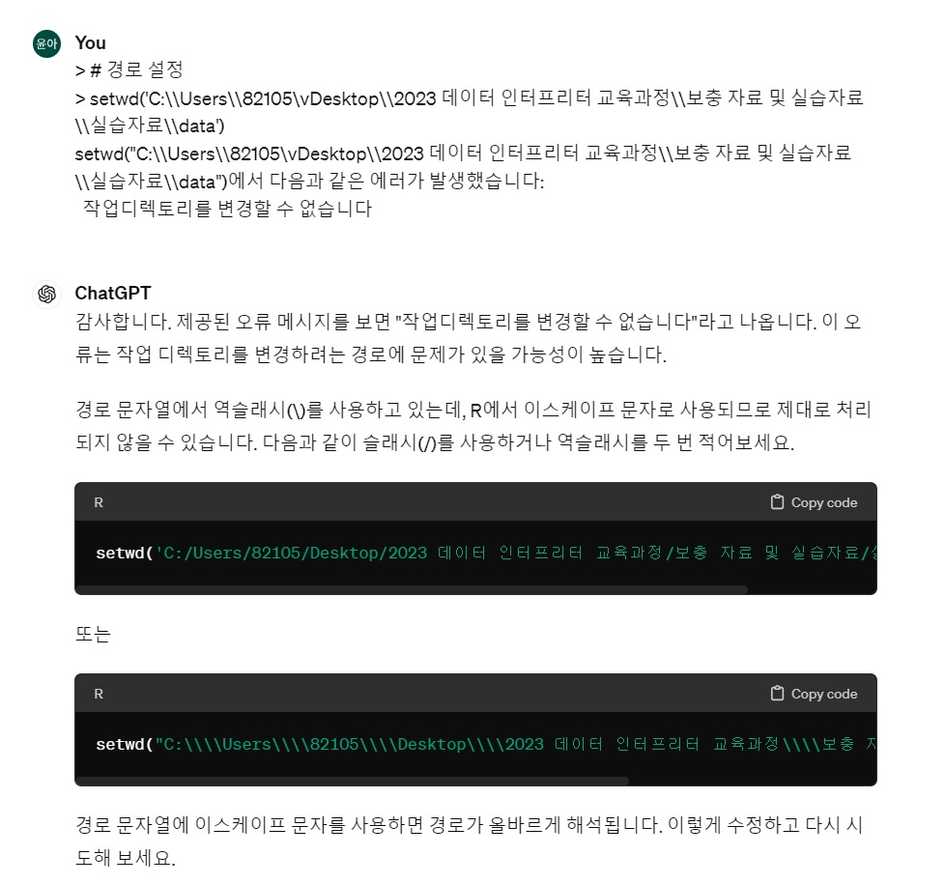 윤아
You
> # 경로 설정
> setwd('C:\\Users\\82105\vDesktop\\2023 데이터 인터프리터 교육과정\\보충 자료 및 실습자료
\\실습자료\\data')
setwd("C:\\Users\\82105\vDesktop\\2023 데이터 인터프리터 교육과정\\보충 자료 및 실습자료
\\실습자료\\data")에서 다음과 같은 에러가 발생했습니다:
작업디렉토리를 변경할 수 없습니다
ChatGPT
감사합니다. 제공된 오류 메시지를 보면 "작업디렉토리를 변경할 수 없습니다"라고 나옵니다. 이 오
류는 작업 디렉토리를 변경하려는 경로에 문제가 있을 가능성이 높습니다.
경로 문자열에서 역슬래시(\)를 사용하고 있는데, R에서 이스케이프 문자로 사용되므로 제대로 처리
되지 않을 수 있습니다. 다음과 같이 슬래시(/)를 사용하거나 역슬래시를 두 번 적어보세요.
R
Copy code
setwd('C:/Users/82105/Desktop/2023 데이터 인터프리터 교육과정/보충 자료 및 실습자료/
또는
R
Copy code
setwd("C:\\\\Users\\\\82105\\\\Desktop\\\\2023 데이터 인터프리터 교육과정\\\\보충
경로 문자열에 이스케이프 문자를 사용하면 경로가 올바르게 해석됩니다. 이렇게 수정하고 다시 시
도해 보세요.